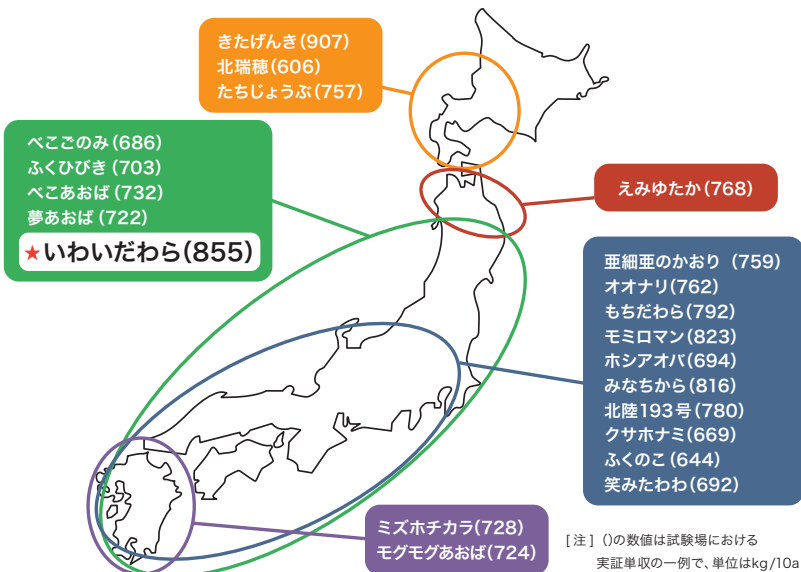 きたげんき(907)
北瑞穂(606)
たちじょうぶ(757)
べこごのみ(686)
ふくひびき(703)
べこあおば(732)
夢あおば(722)
★いわいだわら(855)
えみゆたか(768)
亜細亜のかおり (759)
オオナリ(762)
もちだわら(792)
モミロマン(823)
ホシアオバ(694)
みなちから(816)
北陸193号(780)
クサホナミ(669)
ふくのこ(644)
笑みたわわ(692)
ミズホチカラ(728)
モグモグあおば(724)
[注] ()の数値は試験場における
実証単収の一例で、単位はkg/10a